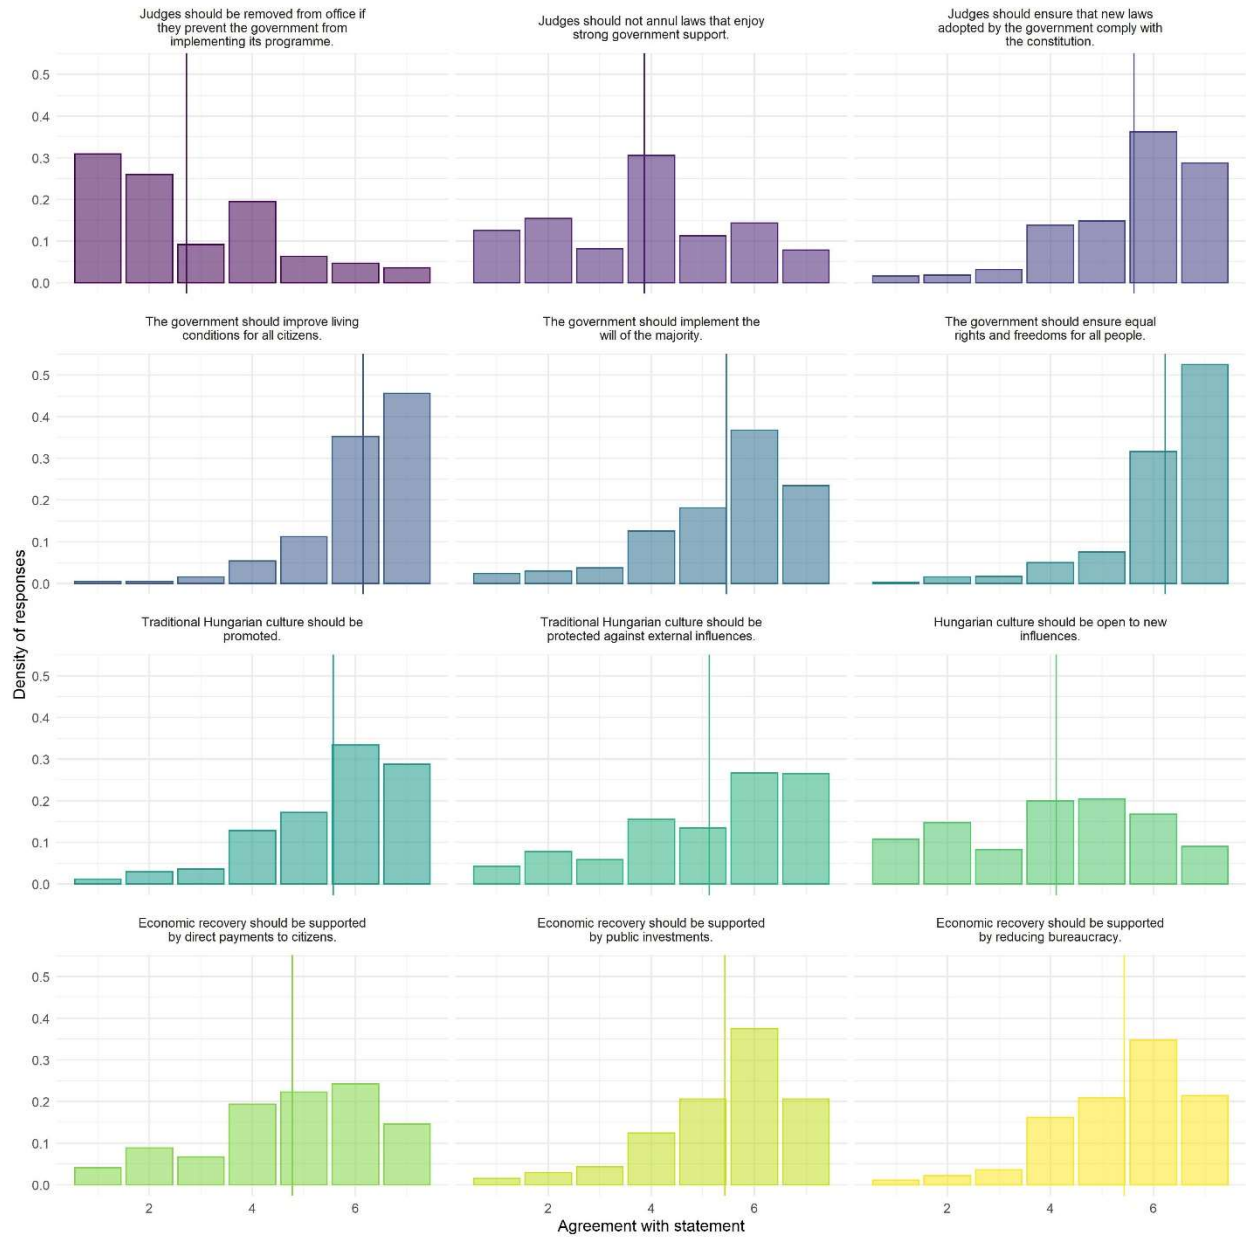 Judges should be removed from office if
they prevent the government from
implementing its programme.
Judges should not annul laws that enjoy
strong government support.
Judges should ensure that new laws
adopted by the government comply with
the constitution.
0.5
0.4
0.3
0.2
0.1
0.0
The government should improve living
conditions for all citizens.
The government should implement the
will of the majority.
The government should ensure equal
rights and freedoms for all people.
0.5
0.4
0.3
0.2
0.1
0.0
Density of responses
Traditional Hungarian culture should be
promoted.
Traditional Hungarian culture should be
protected against external influences.
Hungarian culture should be open to new
influences.
0.5
0.4
0.3
0.2
0.1
0.0
Economic recovery should be supported
by direct payments to citizens.
Economic recovery should be supported
by public investments.
Economic recovery should be supported
by reducing bureaucracy.
0.5
0.4
0.3
0.2
0.1
0.0
2 4 6 2 4 6 2 4 6
Agreement with statement